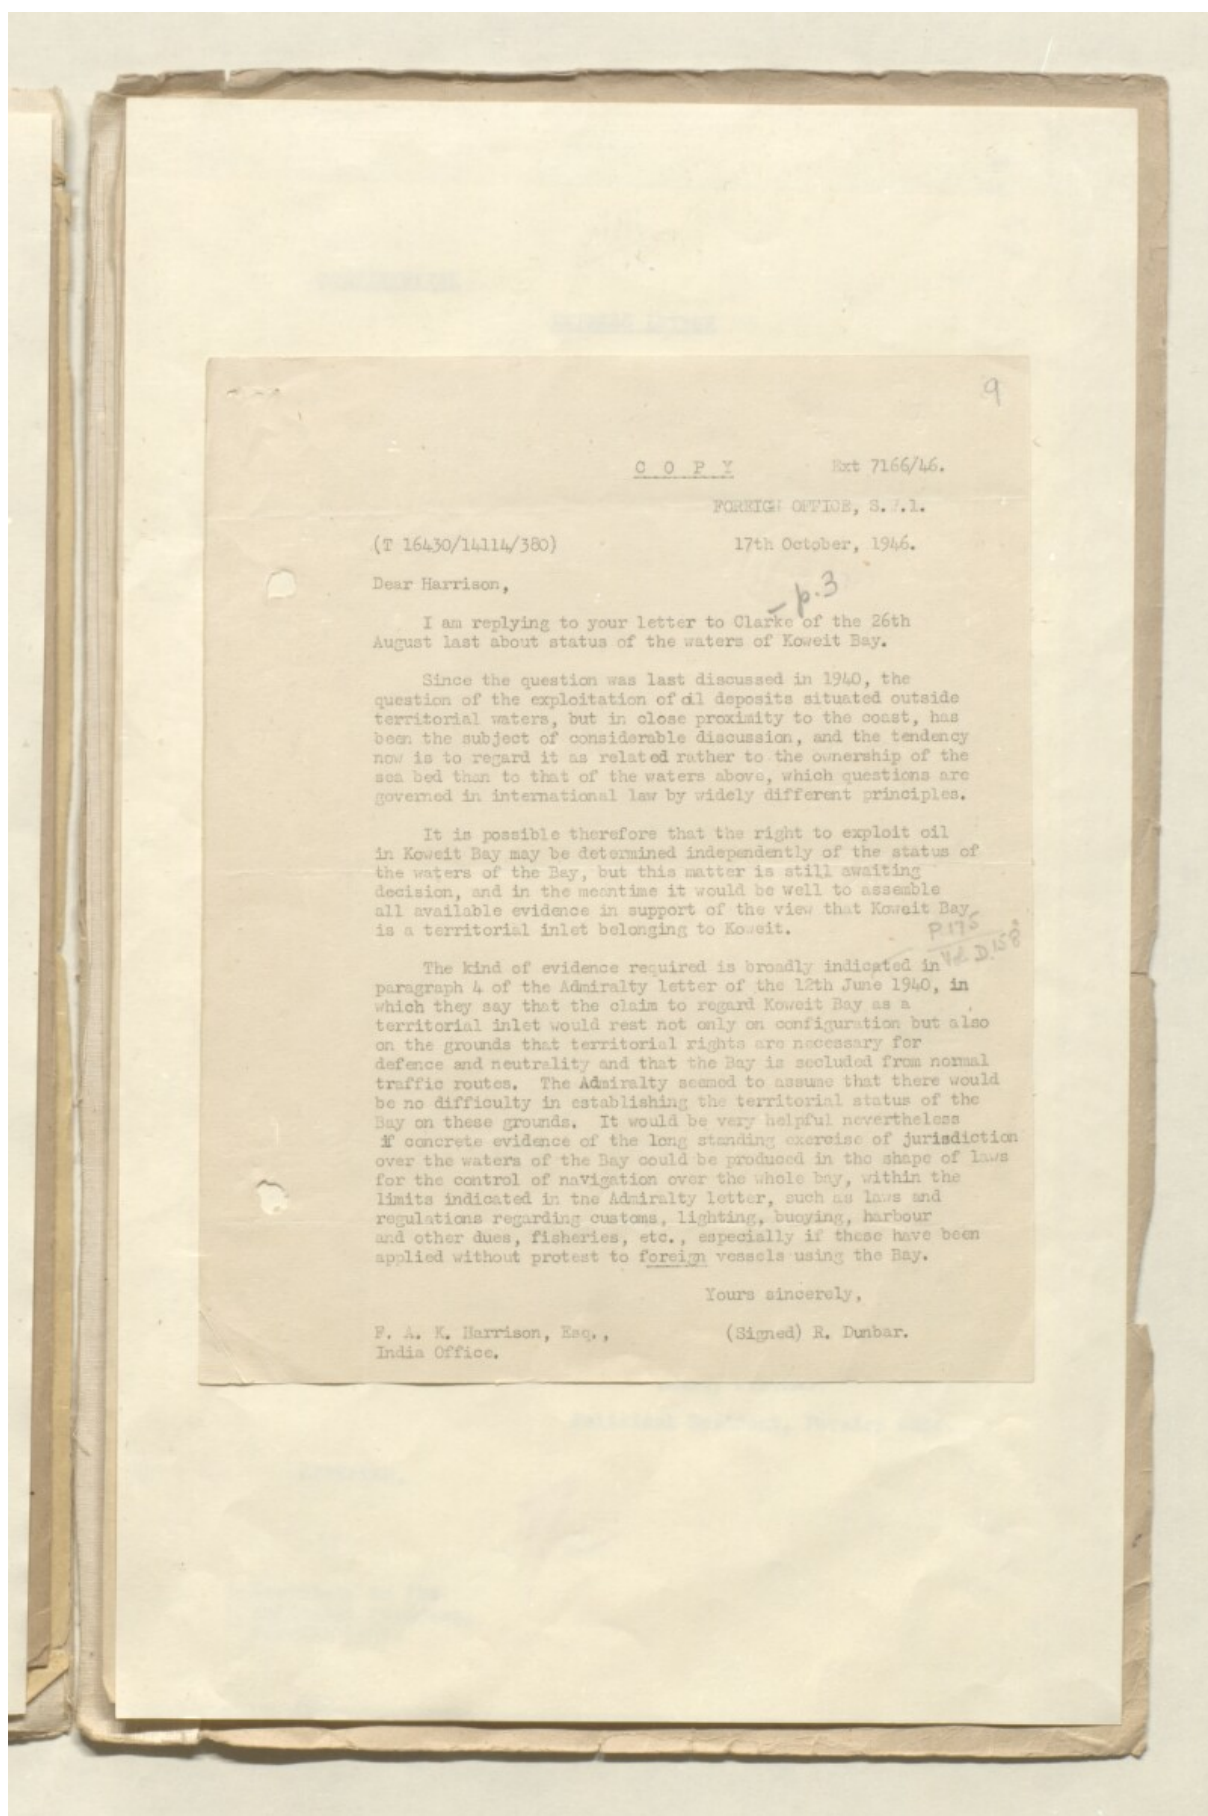 9
C O P Y Ext 7166/46.
FOREIGN OFFICE, S.W.1.
(T 16430/14114/380) 17th October, 1946.
Dear Harrison,
– p.3
I am replying to your letter to Clarke of the 26th
August last about status of the waters of Koweit Bay.
Since the question was last discussed in 1940, the
question of the exploitation of oil deposits situated outside
territorial waters, but in close proximity to the coast, has
been the subject of considerable discussion, and the tendency
now is to regard it as related rather to the ownership of the
sea bed than to that of the waters above, which questions are
governed in international law by widely different principles.
It is possible therefore that the right to exploit oil
in Koweit Bay may be determined independently of the status of
the waters of the Bay, but this matter is still awaiting
decision, and in the meantime it would be well to assemble
all available evidence in support of the view that Koweit Bay
is a territorial inlet belonging to Koweit.
P.175
Vol D.158
The kind of evidence required is broadly indicated in
paragraph 4 of the Admiralty letter of the 12th June 1940, in
which they say that the claim to regard Koweit Bay as a
territorial inlet would rest not only on configuration but also
on the grounds that territorial rights are necessary for
defence and neutrality and that the Bay is secluded from normal
traffic routes. The Admiralty seemed to assume that there would
be no difficulty in establishing the territorial status of the
Bay on these grounds. It would be very helpful nevertheless
if concrete evidence of the long standing exercise of jurisdiction
over the waters of the Bay could be produced in the shape of laws
for the control of navigation over the whole bay, within the
limits indicated in the Admiralty letter, such as laws and
regulations regarding customs, lighting, buoying, harbour
and other dues, fisheries, etc., especially if these have been
applied without protest to foreign vessels using the Bay.
Yours sincerely,
F. A. K. Harrison, Esq., (Signed) R. Dunbar.
India Office.